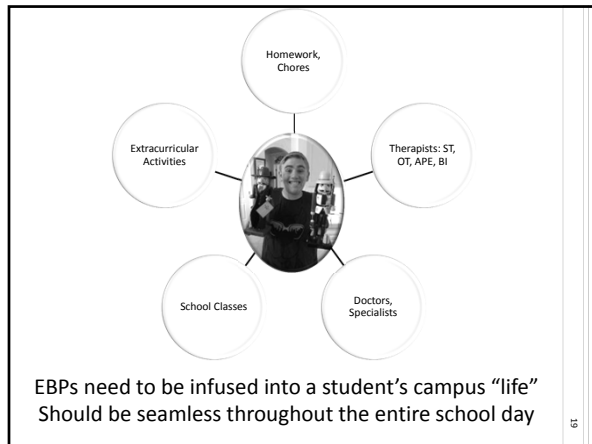 Homework,
Chores
Extracurricular
Activities
Therapists: ST,
OT, APE, BI
School Classes
Doctors,
Specialists
EBPs need to be infused into a student’s campus “life”
Should be seamless throughout the entire school day
19